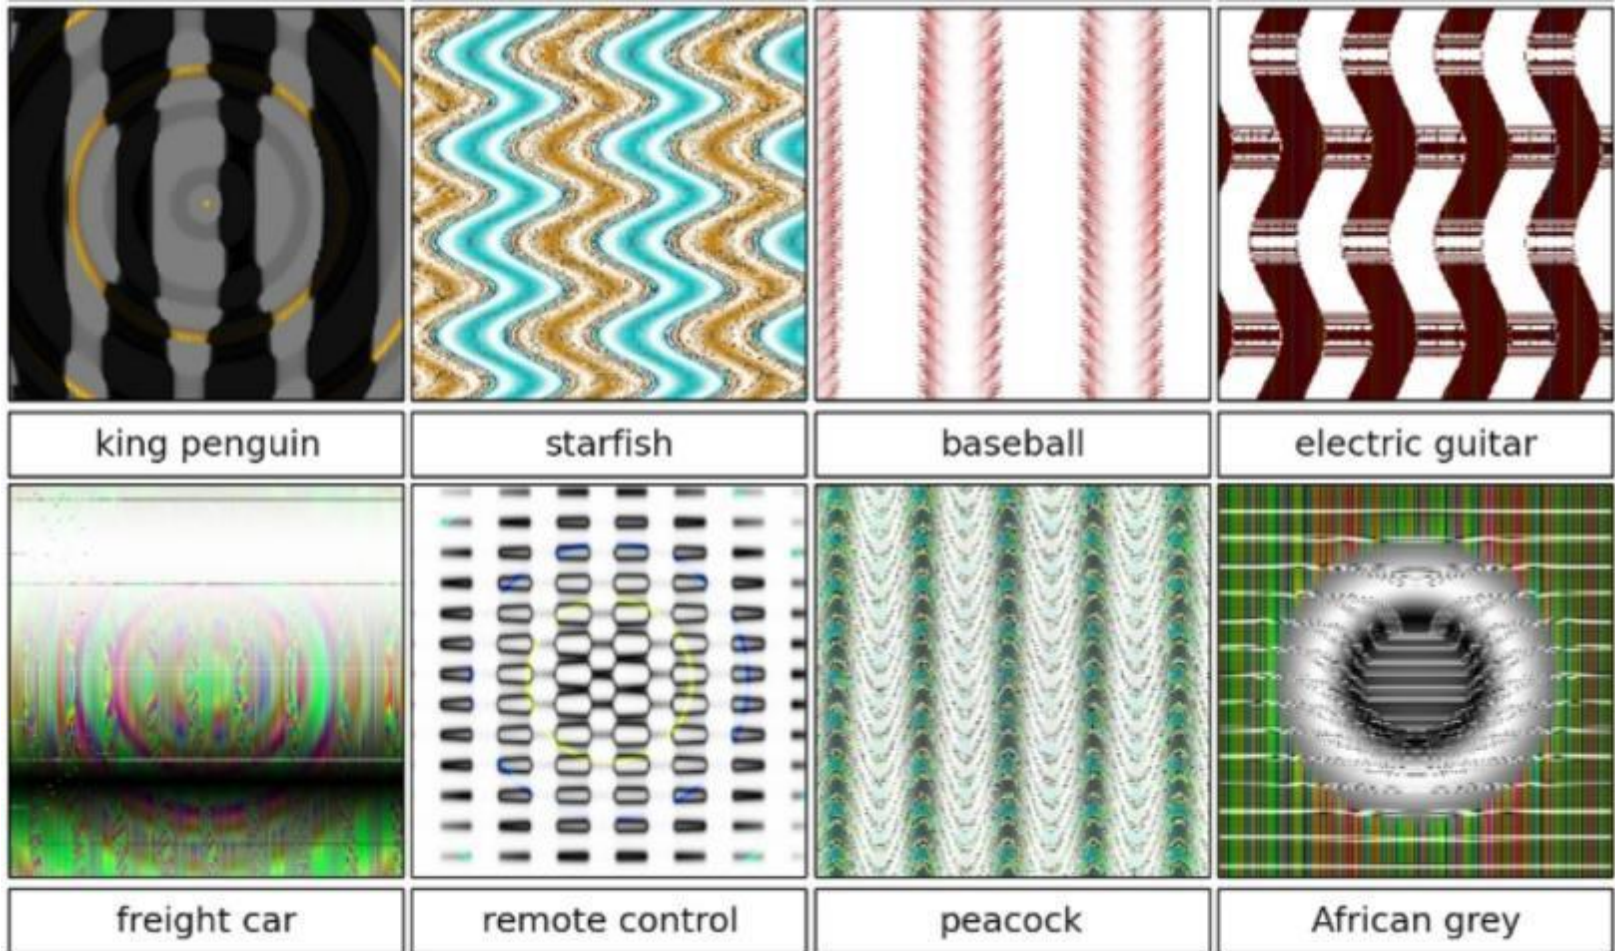 king penguin
starfish
baseball
electric guitar
freight car
remote control
peacock
African grey